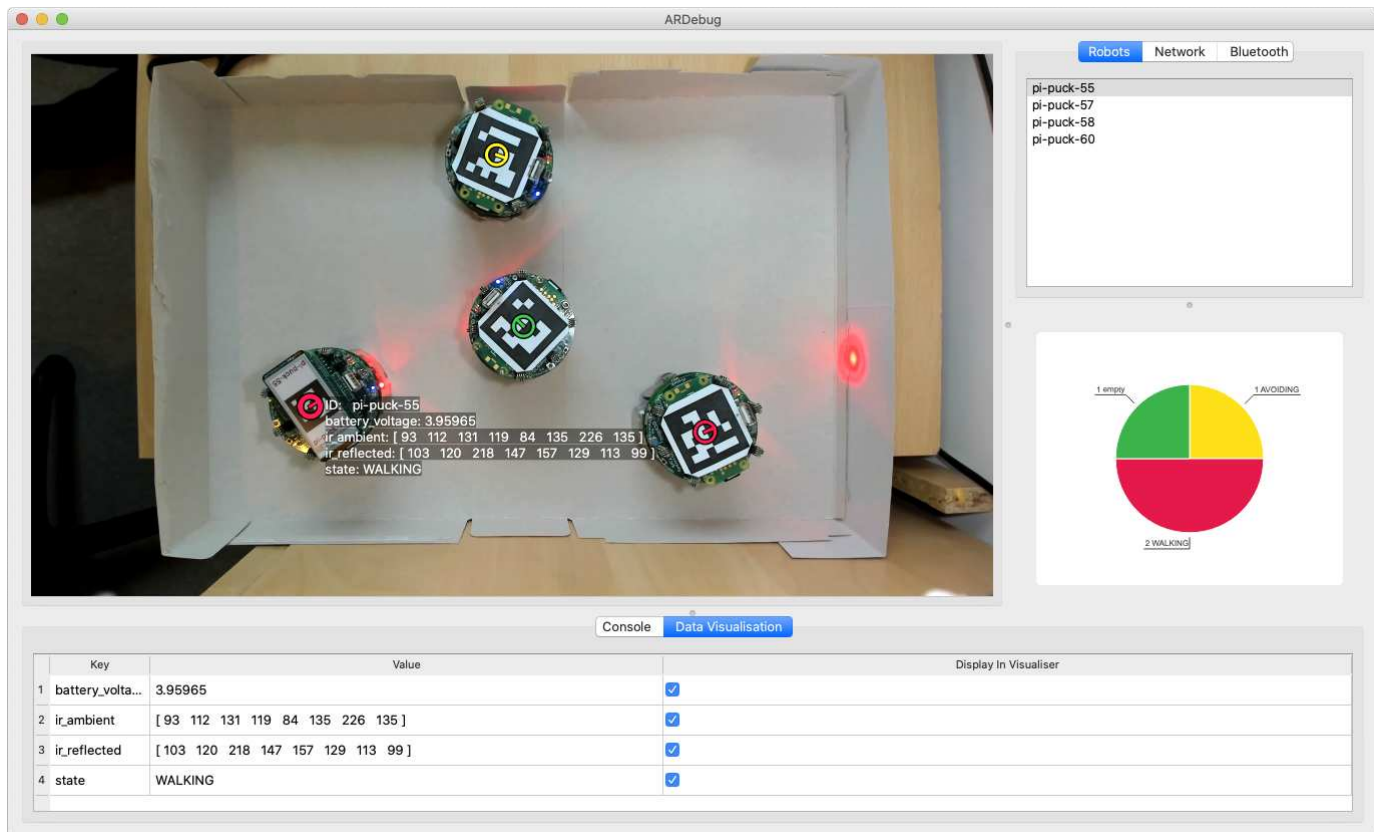 ARDebug
Robots Network Bluetooth
pi-puck-55
pi-puck-57
pi-puck-58
pi-puck-60
pi-puck-55
ID: pi-puck-55
battery_voltage: 3.95965
ir_ambient: [ 93 112 131 119 84 135 226 135 ]
ir_reflected: [ 103 120 218 147 157 129 113 99 ]
state: WALKING
1 empty
1 AVOIDING
2 WALKING
Console Data Visualisation
Key Value Display In Visualiser
1 battery_volta... 3.95965
2 ir_ambient [ 93 112 131 119 84 135 226 135 ]
3 ir_reflected [ 103 120 218 147 157 129 113 99 ]
4 state WALKING